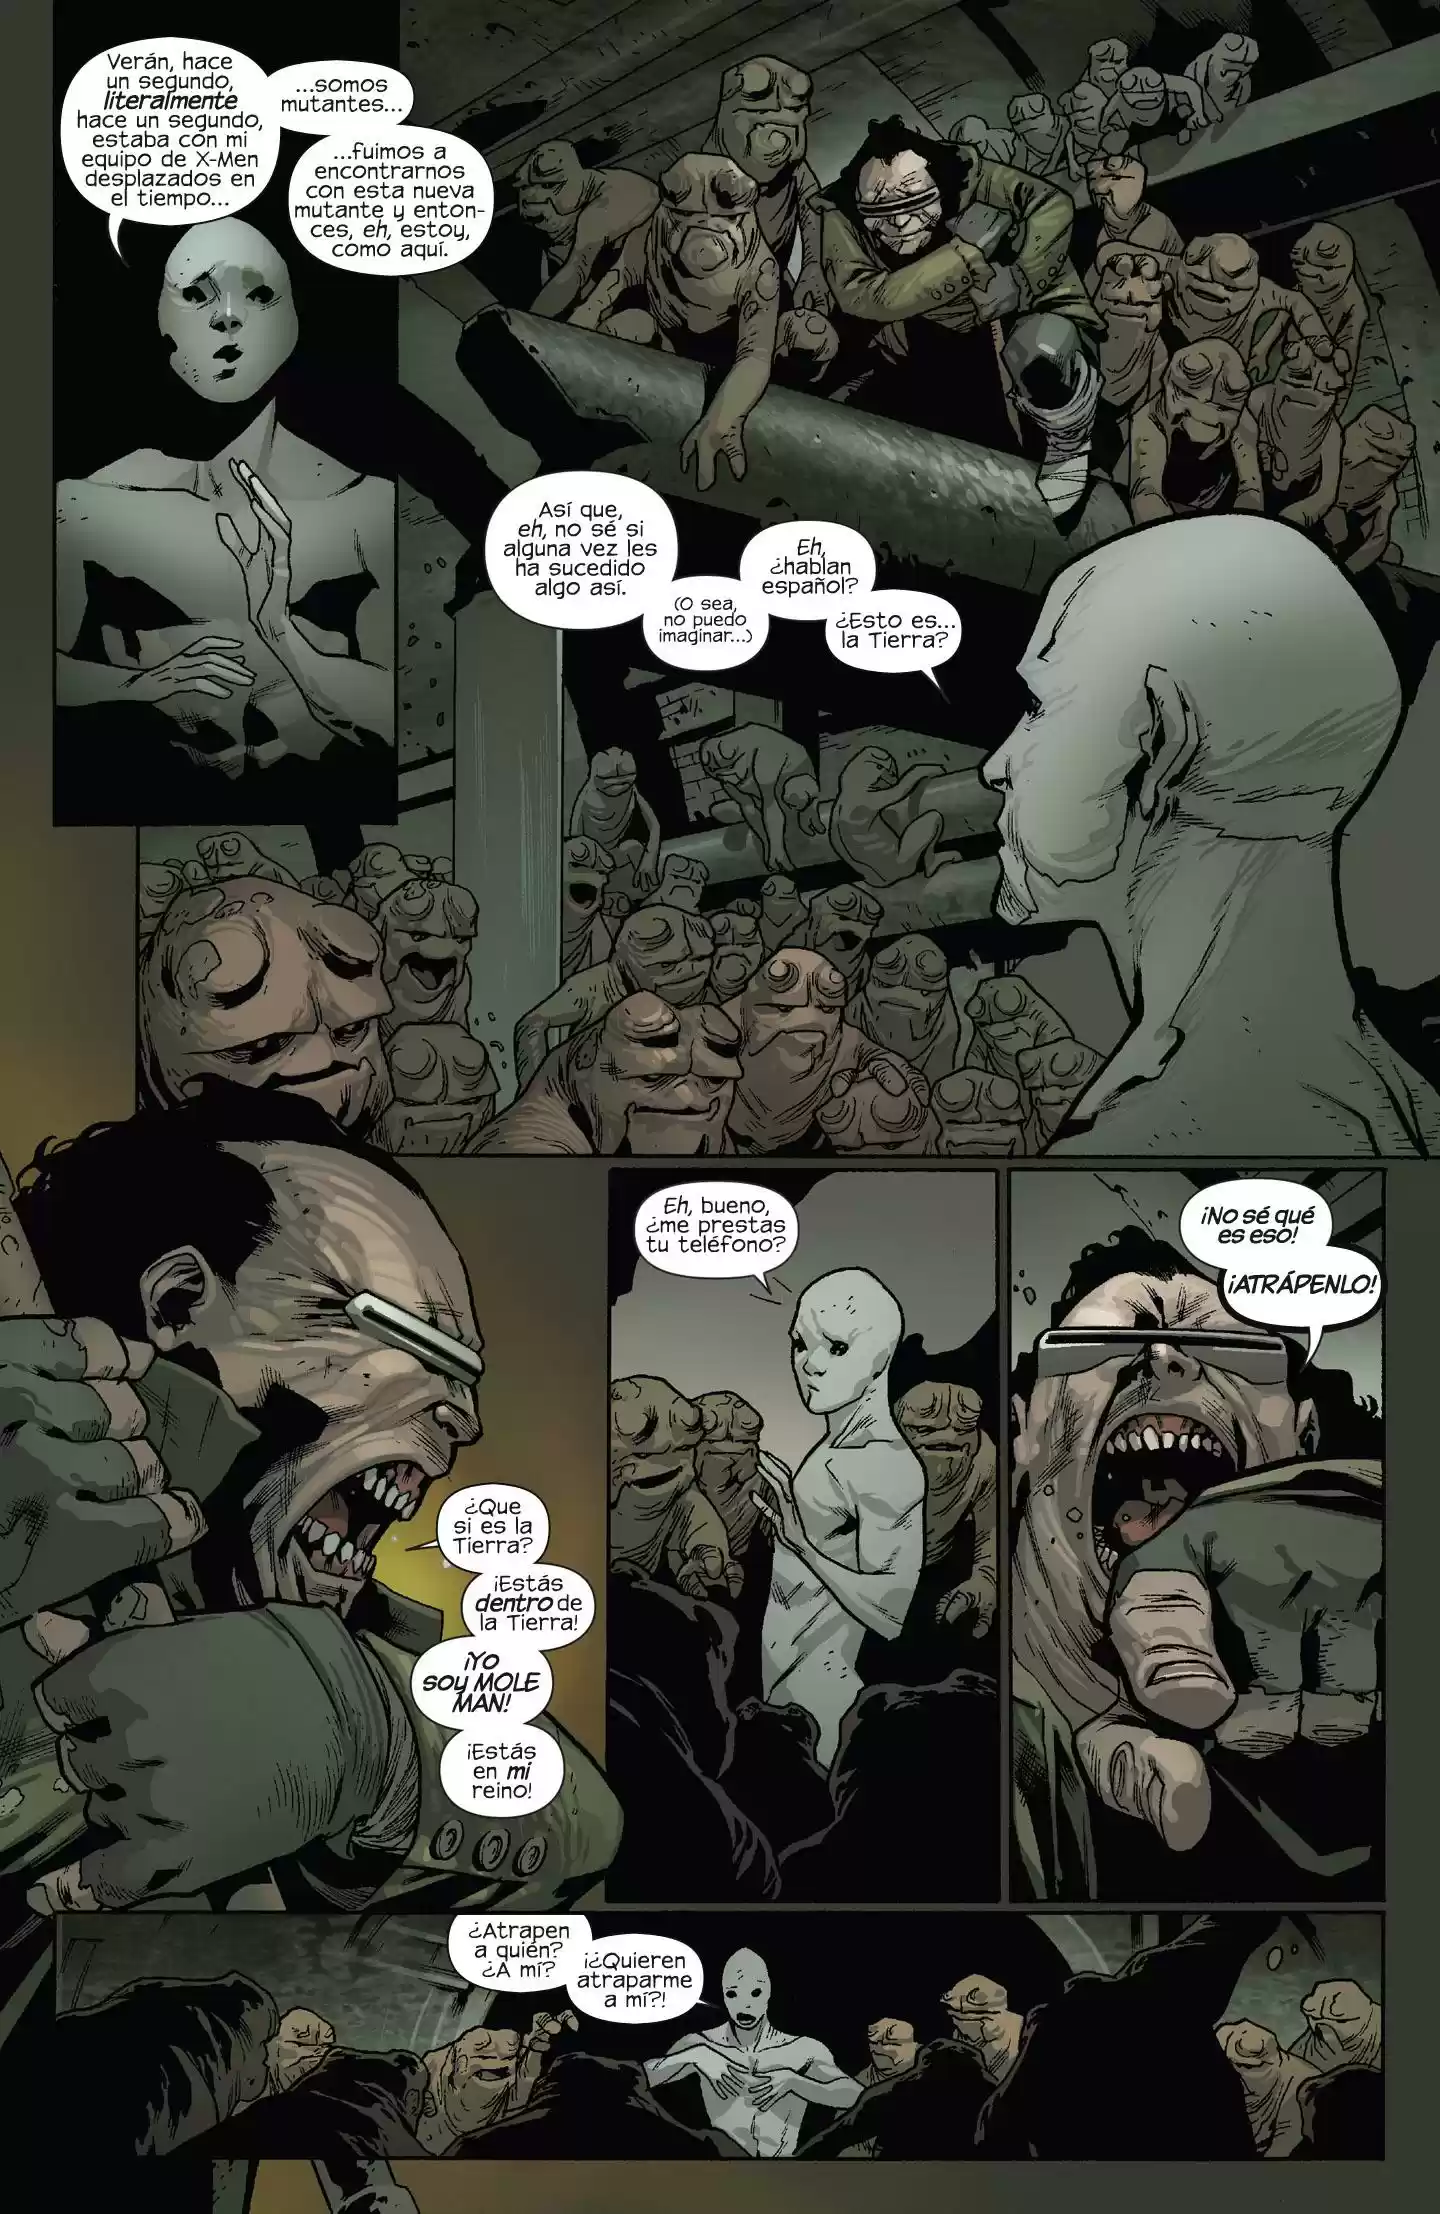 Verán, hace
un segundo,
literalmente
hace un segundo,
estaba con mi
equipo de X-Men
desplazados en
el tiempo...
...somos
mutantes...
...fuimos a
encontrarnos
con esta nueva
mutante y enton-
ces, eh, estoy,
como aquí.
Así que,
eh, no sé si
alguna vez les
ha sucedido
algo así.
(O sea,
no puedo
imaginar...)
Eh,
¿hablan
español?
¿Esto es...
la Tierra?
¿Que
si es la
Tierra?
¡Estás
dentro de
la Tierra!
¡Yo
soy MOLE
MAN!
¡Estás
en mi
reino!
Eh, bueno,
¿me prestas
tu teléfono?
¡No sé qué
es eso!
¡ATRÁPENLO!
¿Atrapen
a quién?
¿A mí?
¡¿Quieren
atraparme
a mí?!